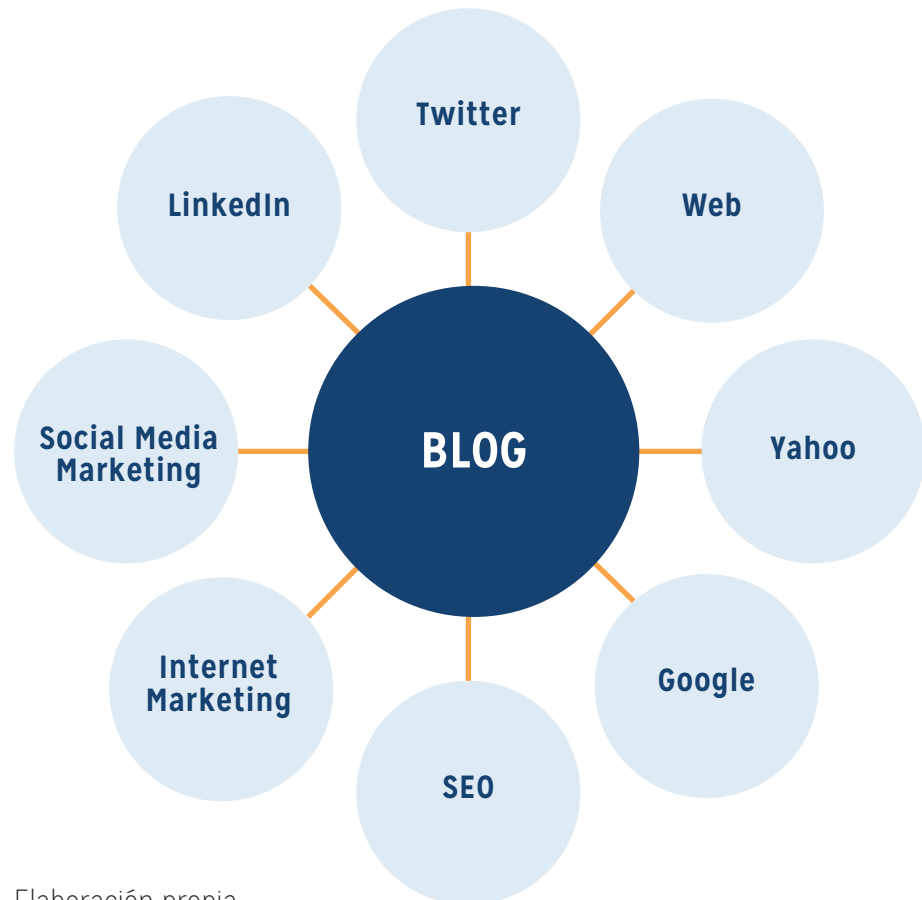 Twitter
LinkedIn
Web
Social Media
Marketing
BLOG
Yahoo
Internet
Marketing
Google
SEO
Elaboración propia